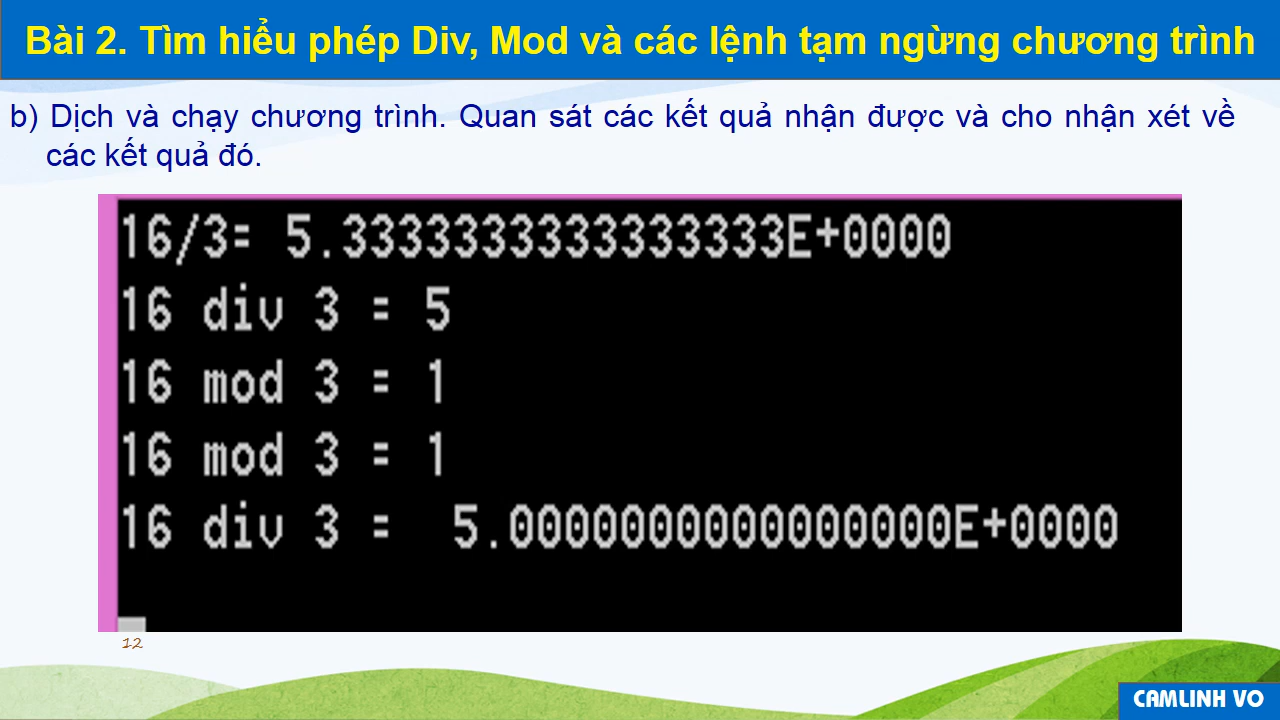 Bài 2. Tìm hiểu phép Div, Mod và các lệnh tạm ngừng chương trình
b) Dịch và chạy chương trình. Quan sát các kết quả nhận được và cho nhận xét về
các kết quả đó.
16/3= 5.3333333333333333E+0000
16 div 3 = 5
16 mod 3 = 1
16 mod 3 = 1
16 div 3 =  5.0000000000000000E+0000
12
CAMLINH VO